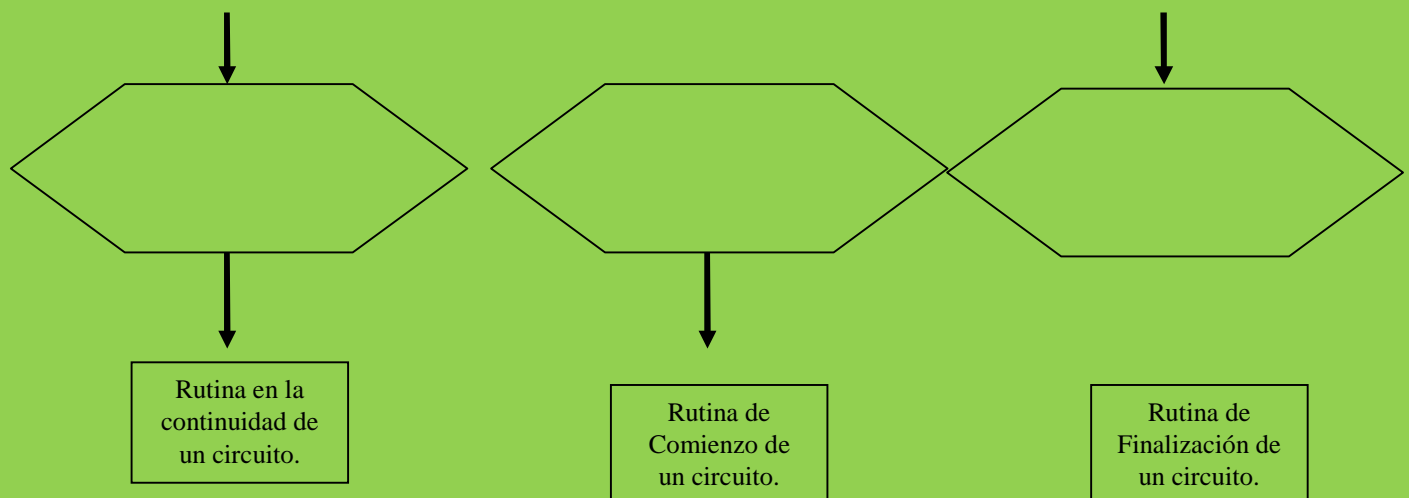 Rutina en la
continuidad de
un circuito.
Rutina de
Comienzo de
un circuito.
Rutina de
Finalización de
un circuito.